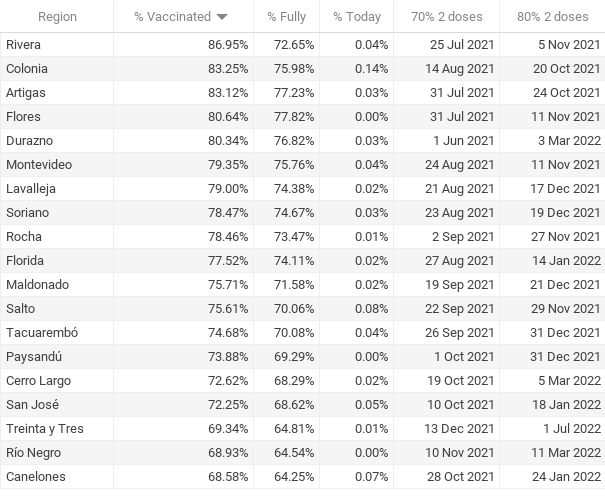 Region % Vaccinated % Fully % Today 70% 2 doses 80% 2 doses
Rivera 86.95% 72.65% 0.04% 25 Jul 2021 5 Nov 2021
Colonia 83.25% 75.98% 0.14% 14 Aug 2021 20 Oct 2021
Artigas 83.12% 77.23% 0.03% 31 Jul 2021 24 Oct 2021
Flores 80.64% 77.82% 0.00% 31 Jul 2021 11 Nov 2021
Durazno 80.34% 76.82% 0.03% 1 Jun 2021 3 Mar 2022
Montevideo 79.35% 75.76% 0.04% 24 Aug 2021 11 Nov 2021
Lavalleja 79.00% 74.38% 0.02% 21 Aug 2021 17 Dec 2021
Soriano 78.47% 74.67% 0.03% 23 Aug 2021 19 Dec 2021
Rocha 78.46% 73.47% 0.01% 2 Sep 2021 27 Nov 2021
Florida 77.52% 74.11% 0.02% 27 Aug 2021 14 Jan 2022
Maldonado 75.71% 71.58% 0.02% 19 Sep 2021 21 Dec 2021
Salto 75.61% 70.06% 0.08% 22 Sep 2021 29 Nov 2021
Tacuarembó 74.68% 70.08% 0.04% 26 Sep 2021 31 Dec 2021
Paysandú 73.88% 69.29% 0.00% 1 Oct 2021 31 Dec 2021
Cerro Largo 72.62% 68.29% 0.02% 19 Oct 2021 5 Mar 2022
San José 72.25% 68.62% 0.05% 10 Oct 2021 18 Jan 2022
Treinta y Tres 69.34% 64.81% 0.01% 13 Dec 2021 1 Jul 2022
Río Negro 68.93% 64.54% 0.00% 10 Nov 2021 11 Mar 2022
Canelones 68.58% 64.25% 0.07% 28 Oct 2021 24 Jan 2022